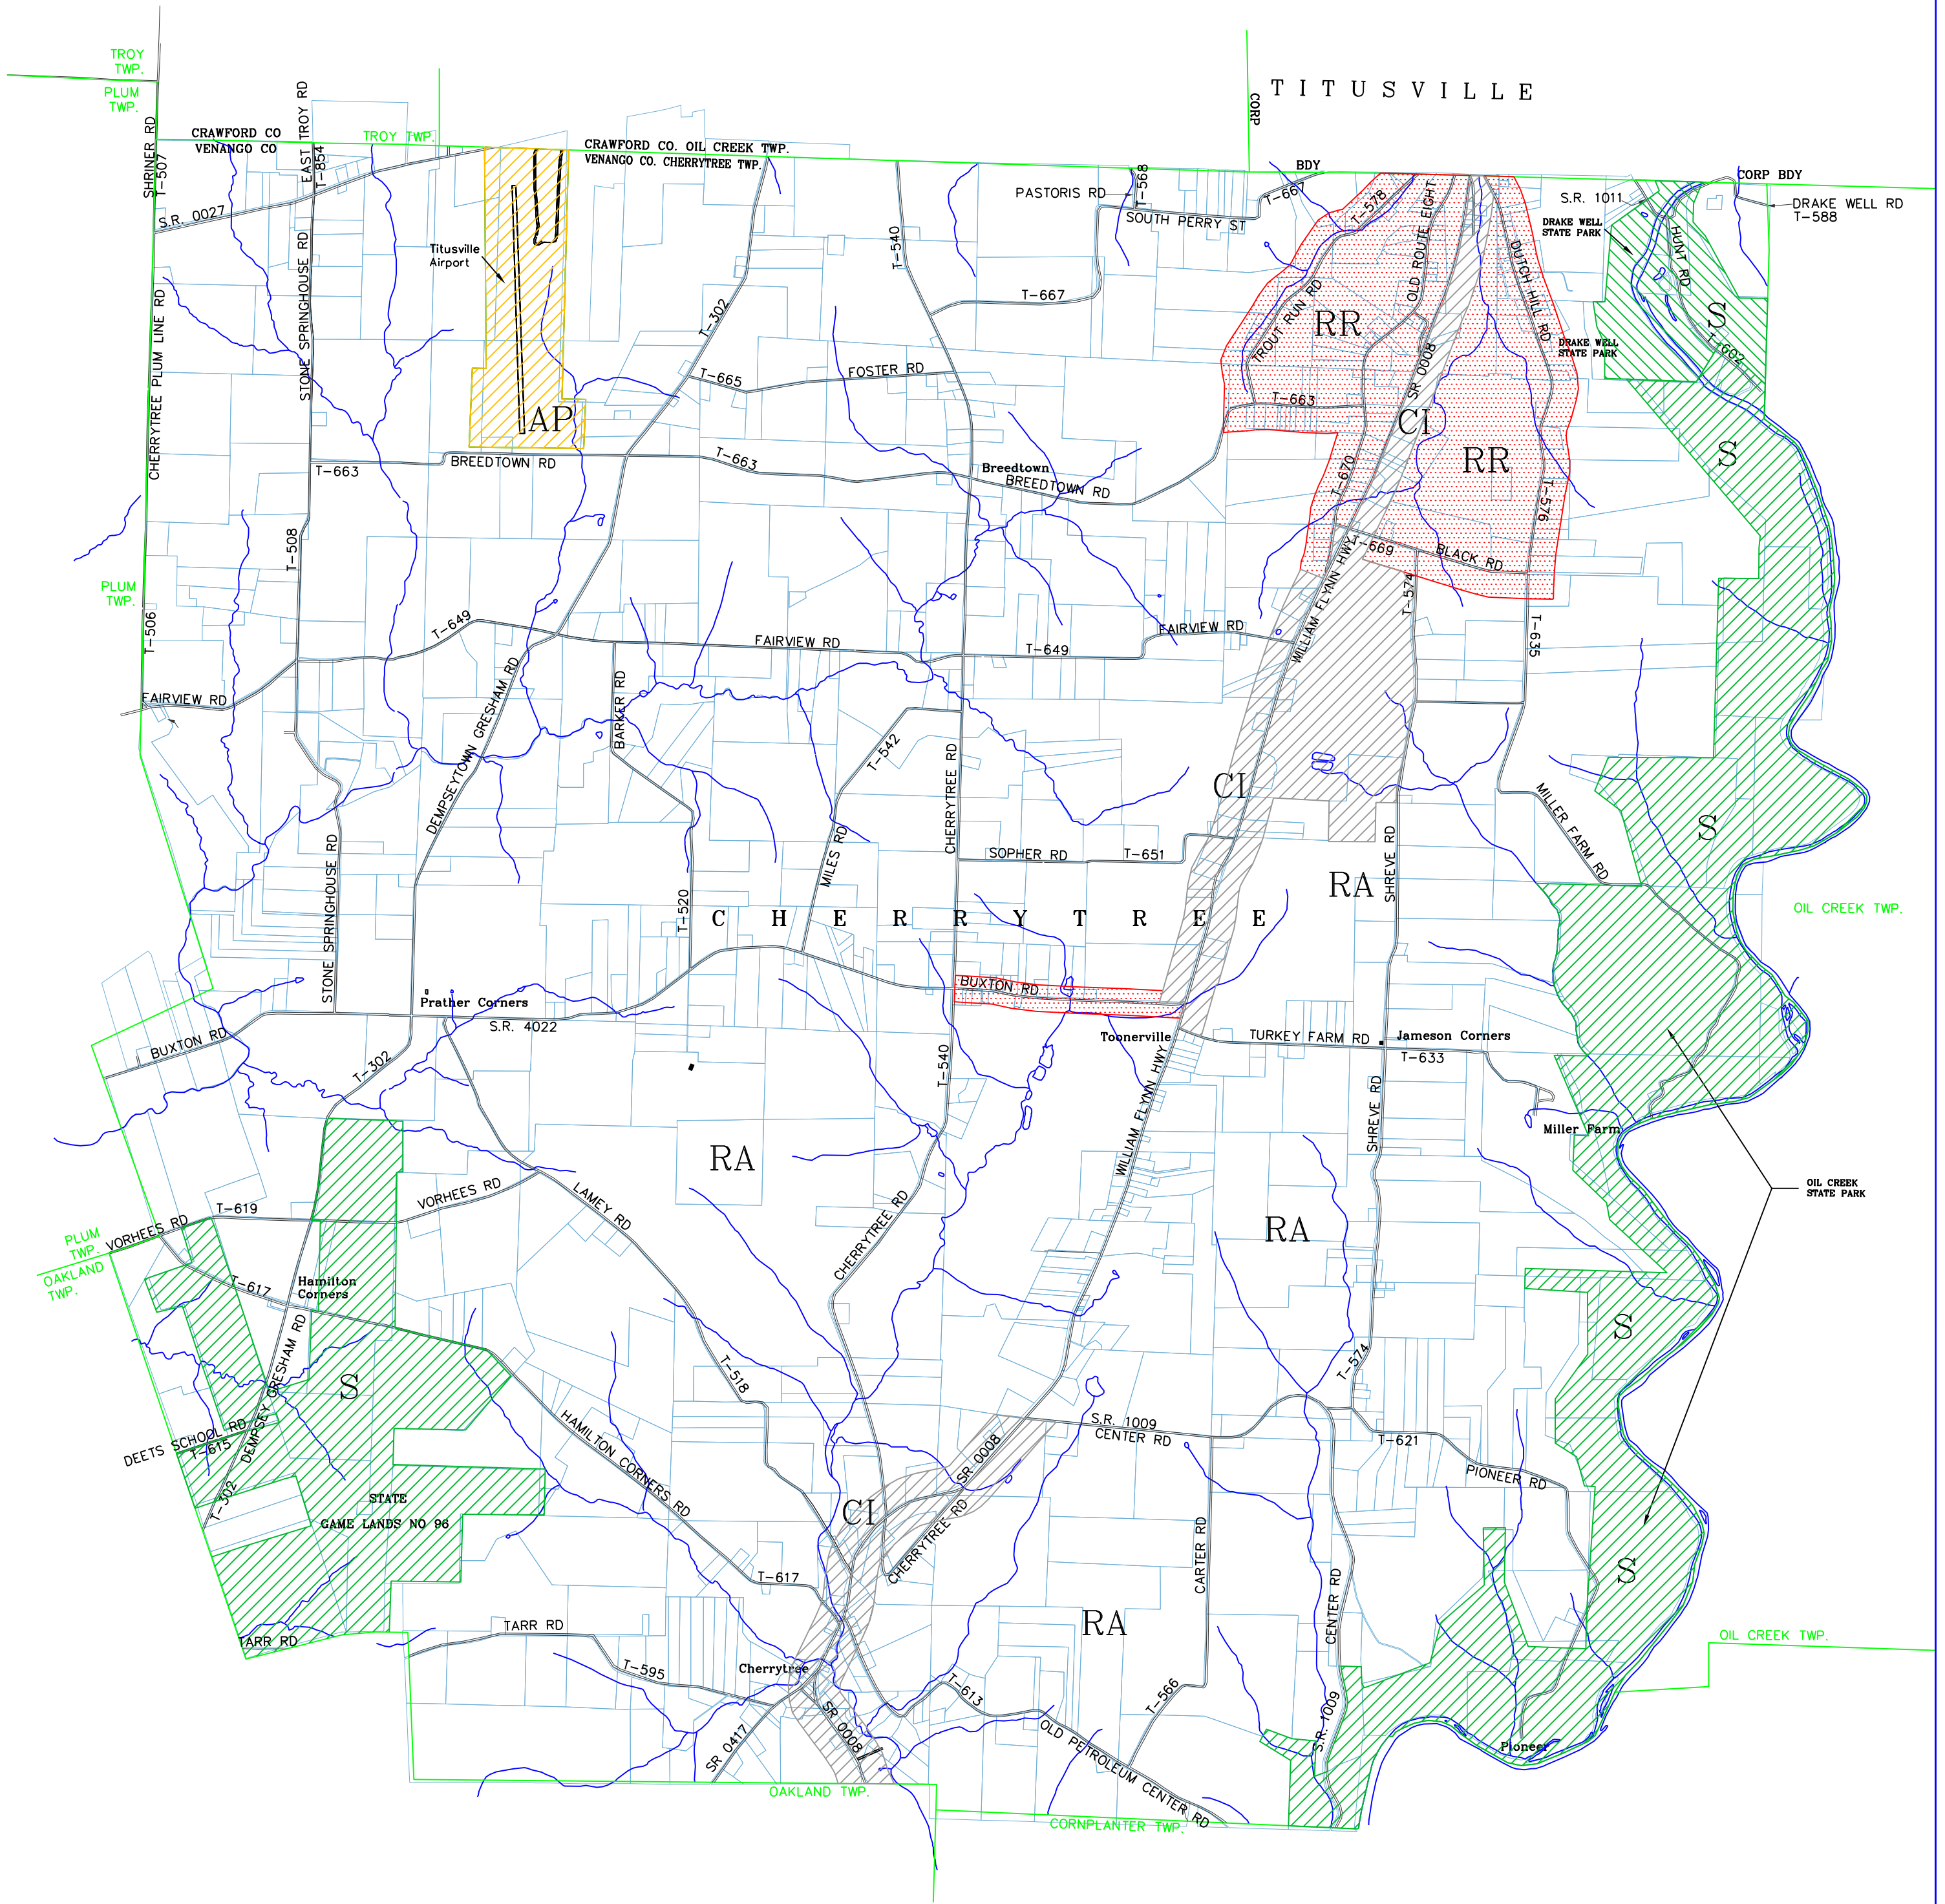 TROY
TWP.
PLUM
TWP.
T I T U S V I L L E
CORP
SHRINER RD
T-507
CRAWFORD CO
VENANGO CO
EAST TROY RD
T-854
TROY TWP.
CRAWFORD CO. OIL CREEK TWP.
VENANGO CO. CHERRYTREE TWP.
BDY
CORP BDY
S.R. 0027
PASTORIS RD
T-568
T-667
SOUTH PERRY ST
T-578
OLD ROUTE EIGHT
S.R. 1011
DRAKE WELL
STATE PARK
DRAKE WELL RD
T-588
HUNT RD
DUTCH HILL RD
Titusville
Airport
T-540
T-302
T-667
STONE SPRINGHOUSE RD
CHERRYTREE PLUM LINE RD
TROUT RUN RD
RR
SR 0008
DRAKE WELL
STATE PARK
S
T-602
T-665
FOSTER RD
AP
T-663
CI
RR
S
T-663
BREEDTOWN RD
T-663
Breedtown
BREEDTOWN RD
T-670
T-576
T-508
WILLIAM FLYNN HWY
T-669
BLACK RD
T-574
PLUM
TWP.
T-506
T-649
FAIRVIEW RD
T-649
FAIRVIEW RD
T-635
FAIRVIEW RD
DEMPSEYTOWN GRESHAM RD
BARKER RD
T-542
CHERRYTREE RD
CI
MILLER FARM RD
S
STONE SPRINGHOUSE RD
MILES RD
SOPHER RD
T-651
SHREVE RD
RA
T-520
C H E R R Y T R E E
OIL CREEK TWP.
BUXTON RD
Prather Corners
S.R. 4022
BUXTON RD
T-302
T-540
Toonerville
TURKEY FARM RD
Jameson Corners
T-633
WILLIAM FLYNN HWY
SHREVE RD
Miller Farm
RA
OIL CREEK
STATE PARK
VORHEES RD
LAMEY RD
T-619
VORHEES RD
PLUM
TWP.
OAKLAND
TWP.
CHERRYTREE RD
RA
T-617
Hamilton
Corners
DEMPSEY GRESHAM RD
S
S
T-518
T-574
HAMILTON CORNERS RD
DEETS SCHOOL RD
T-615
T-302
S.R. 1009
CENTER RD
T-621
PIONEER RD
SR 0008
STATE
GAME LANDS NO 96
CI
CHERRYTREE RD
CARTER RD
S
T-617
CENTER RD
RA
TARR RD
TARR RD
T-595
Cherrytree
OIL CREEK TWP.
T-613
T-566
SR 0008
SR 0417
OLD PETROLEUM CENTER RD
S.R. 1009
Pioneer
OAKLAND TWP.
CORNPLANTER TWP.